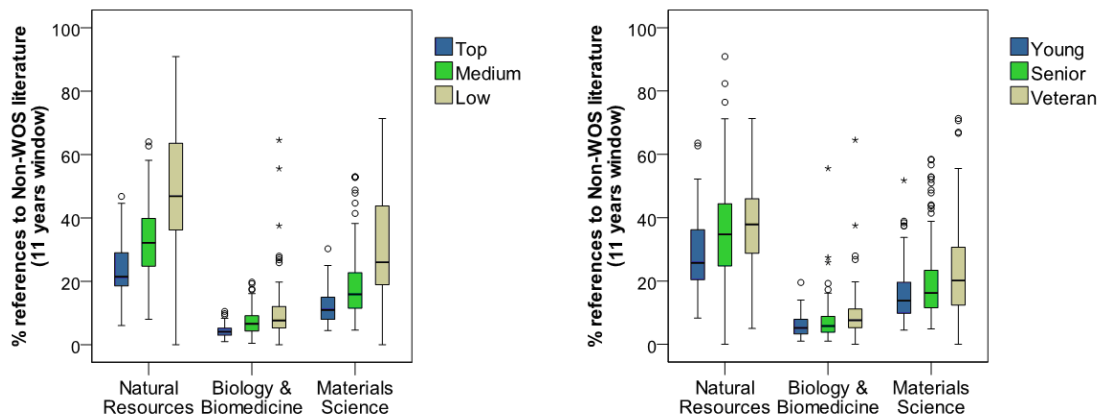 % references to Non-WOS literature
(11 years window)
100
80
60
40
20
0
Natural
Resources
Biology &
Biomedicine
Materials
Science
Top
Medium
Low
% references to Non-WOS literature
(11 years window)
100
80
60
40
20
0
Natural
Resources
Biology &
Biomedicine
Materials
Science
Young
Senior
Veteran